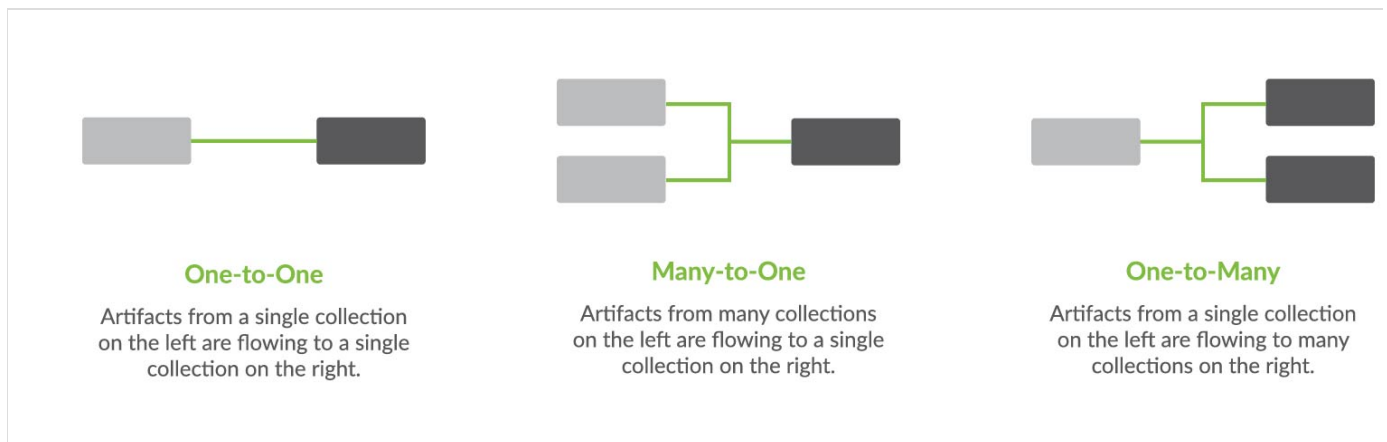 One-to-One
Artifacts from a single collection
on the left are flowing to a single
collection on the right.
Many-to-One
Artifacts from many collections
on the left are flowing to a single
collection on the right.
One-to-Many
Artifacts from a single collection
on the left are flowing to many
collections on the right.